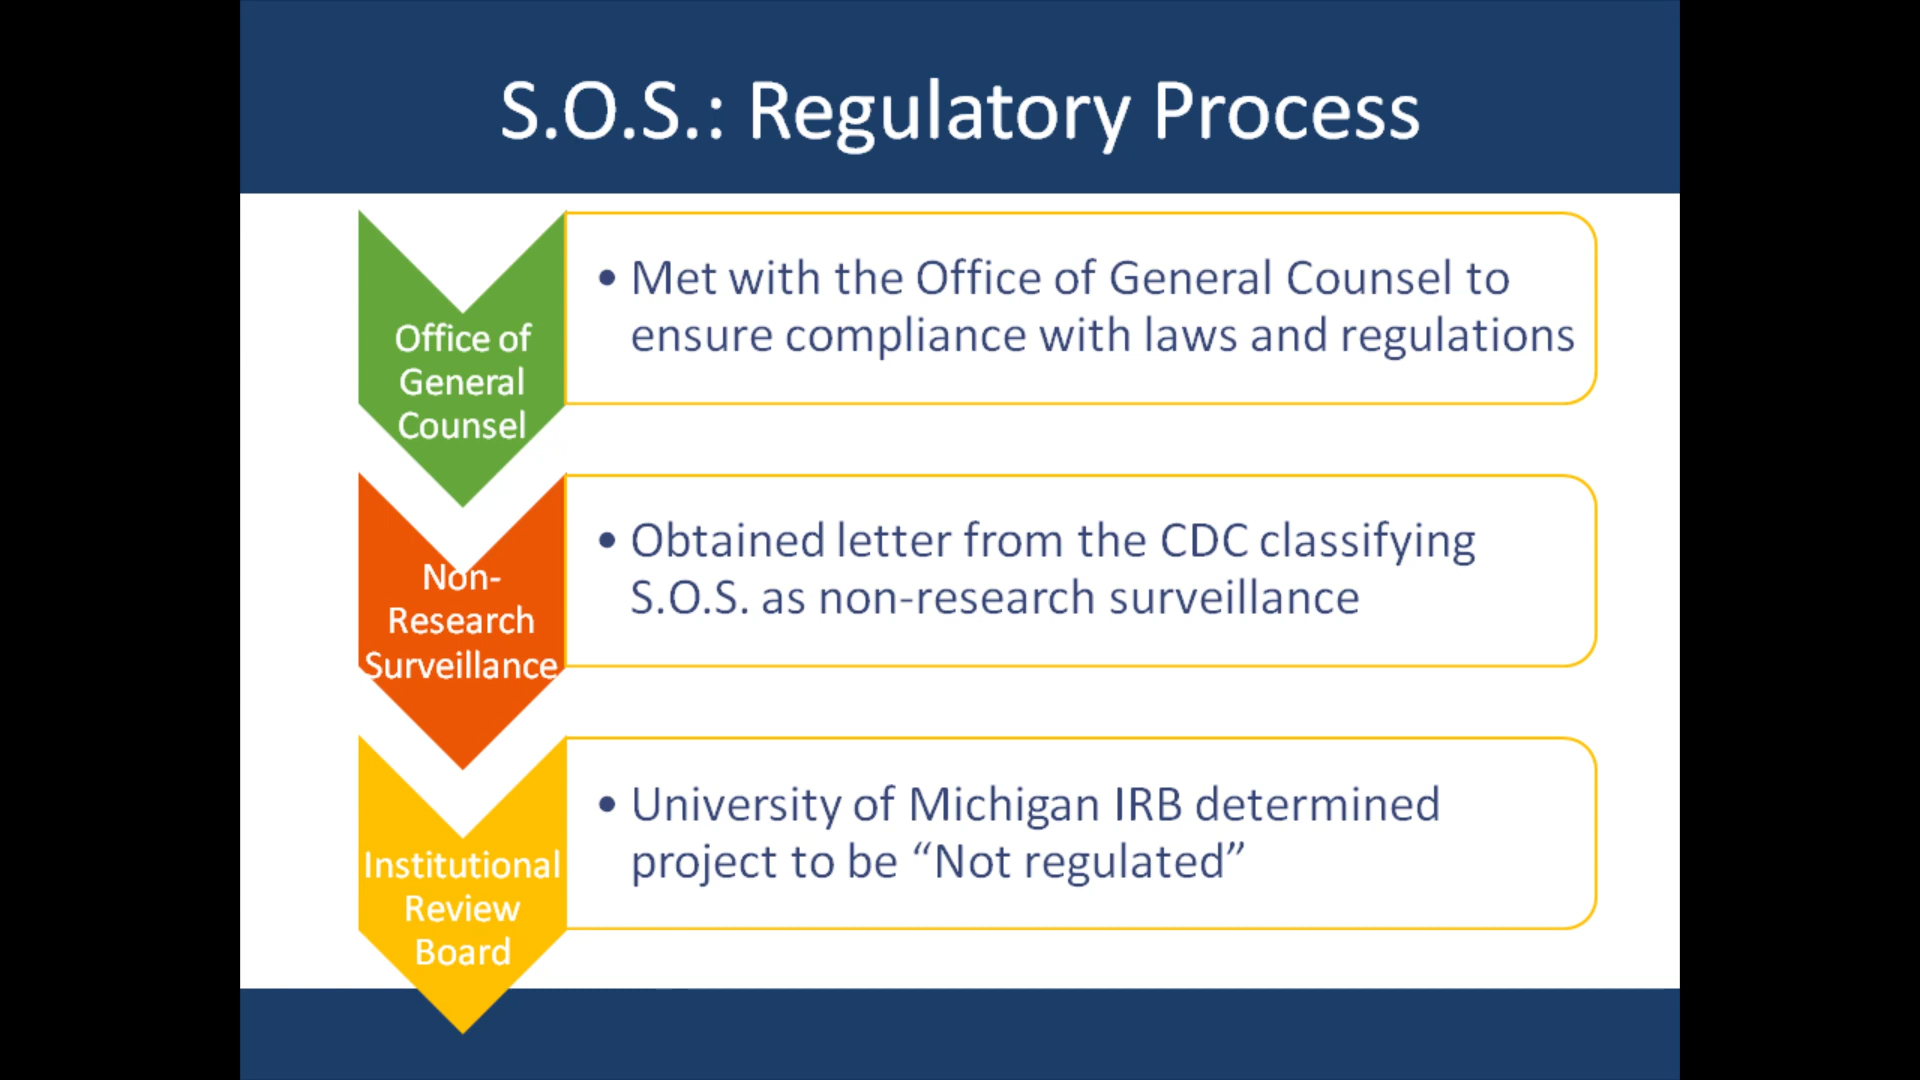 S.O.S.: Regulatory Process
Office of
General
Counsel
• Met with the Office of General Counsel to
ensure compliance with laws and regulations
Non-
Research
Surveillance
• Obtained letter from the CDC classifying
S.O.S. as non-research surveillance
Institutional
Review
Board
• University of Michigan IRB determined
project to be “Not regulated”